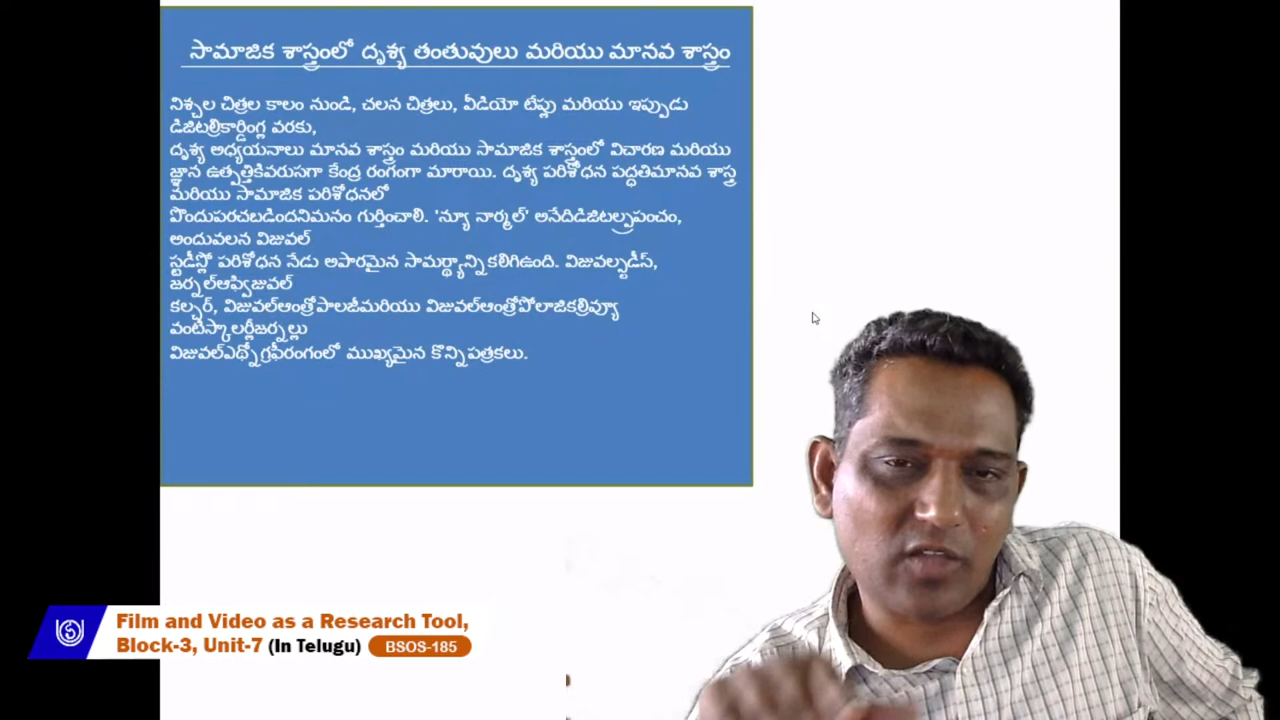 సామాజిక శాస్త్రంలో దృశ్య తంతువులు మరియు మానవ శాస్త్రం
నిశ్చల చిత్రల కాలం నుండి, చలన చిత్రలు, వీడియో టేప్లు మరియు ఇప్పుడు
డిజిటల్రికార్డింగ్ల వరకు,
దృశ్య అధ్యయనాలు మానవ శాస్త్రం మరియు సామాజిక శాస్త్రంలో విచారణ మరియు
జ్ఞాన ఉత్పత్తికివరుసగా కేంద్ర రంగంగా మారాయి. దృశ్య పరిశోధన పద్ధతిమానవ శాస్త్ర
మరియు సామాజిక పరిశోధనలో
పొందుపరచబడిందనిమనం గుర్తించాలి. 'న్యూ నార్మల్' అనేదిడిజిటల్ప్రపంచం,
అందువలన విజువల్
స్టడీస్లో పరిశోధన నేడు అపారమైన సామర్థ్యాన్నికలిగిఉంది. విజువల్స్టడీస్,
జర్నల్ఆఫ్విజువల్
కల్చర్, విజువల్ఆంత్రోపాలజీమరియు విజువల్ఆంత్రోపోలాజికల్రివ్యూ
వంటిస్కాలర్లీజర్నల్లు
విజువల్ఎథ్నోగ్రఫీరంగంలో ముఖ్యమైన కొన్నిపత్రకలు.
Film and Video as a Research Tool,
Block-3, Unit-7 (In Telugu) BSOS-185